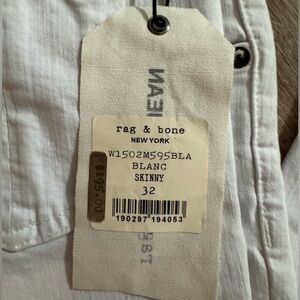 rag & bone
NEW YORK
W1502M595BLA
BLANC
SKINNY
32
190297 194053